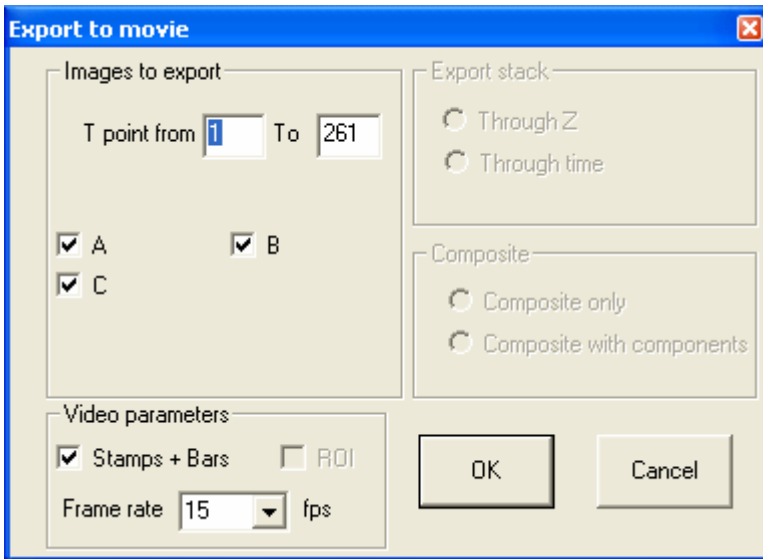 Export to movie
Images to export
T point from 1 To 261
A B
C
Export stack
Through Z
Through time
Composite
Composite only
Composite with components
Video parameters
Stamps + Bars ROI
Frame rate 15 fps
OK Cancel